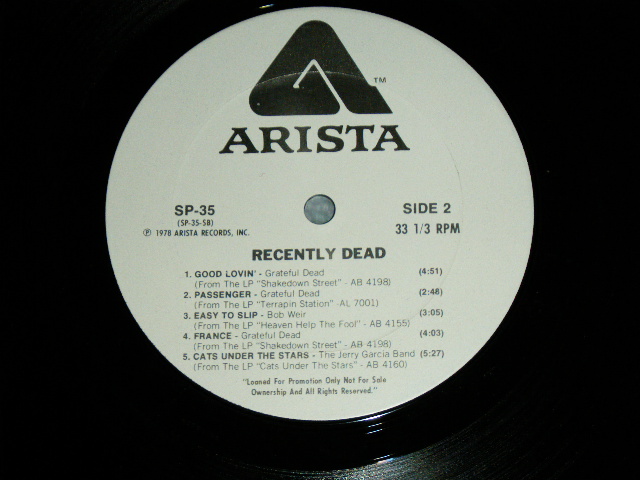 TM
ARISTA
SP-35
(SP-35-SB)
℗ 1978 ARISTA RECORDS, INC.
SIDE 2
33 1/3 RPM
RECENTLY DEAD
1. GOOD LOVIN' - Grateful Dead (4:51)
(From The LP "Shakedown Street" - AB 4198)
2. PASSENGER - Grateful Dead (2:48)
(From The LP "Terrapin Station" -AL 7001)
3. EASY TO SLIP - Bob Weir (3:05)
(From The LP "Heaven Help The Fool" - AB 4155)
4. FRANCE - Grateful Dead (4:03)
(From The LP "Shakedown Street" - AB 4198)
5. CATS UNDER THE STARS - The Jerry Garcia Band (5:27)
(From The LP "Cats Under The Stars" - AB 4160)
"Loaned For Promotion Only Not For Sale
Ownership And All Rights Reserved."